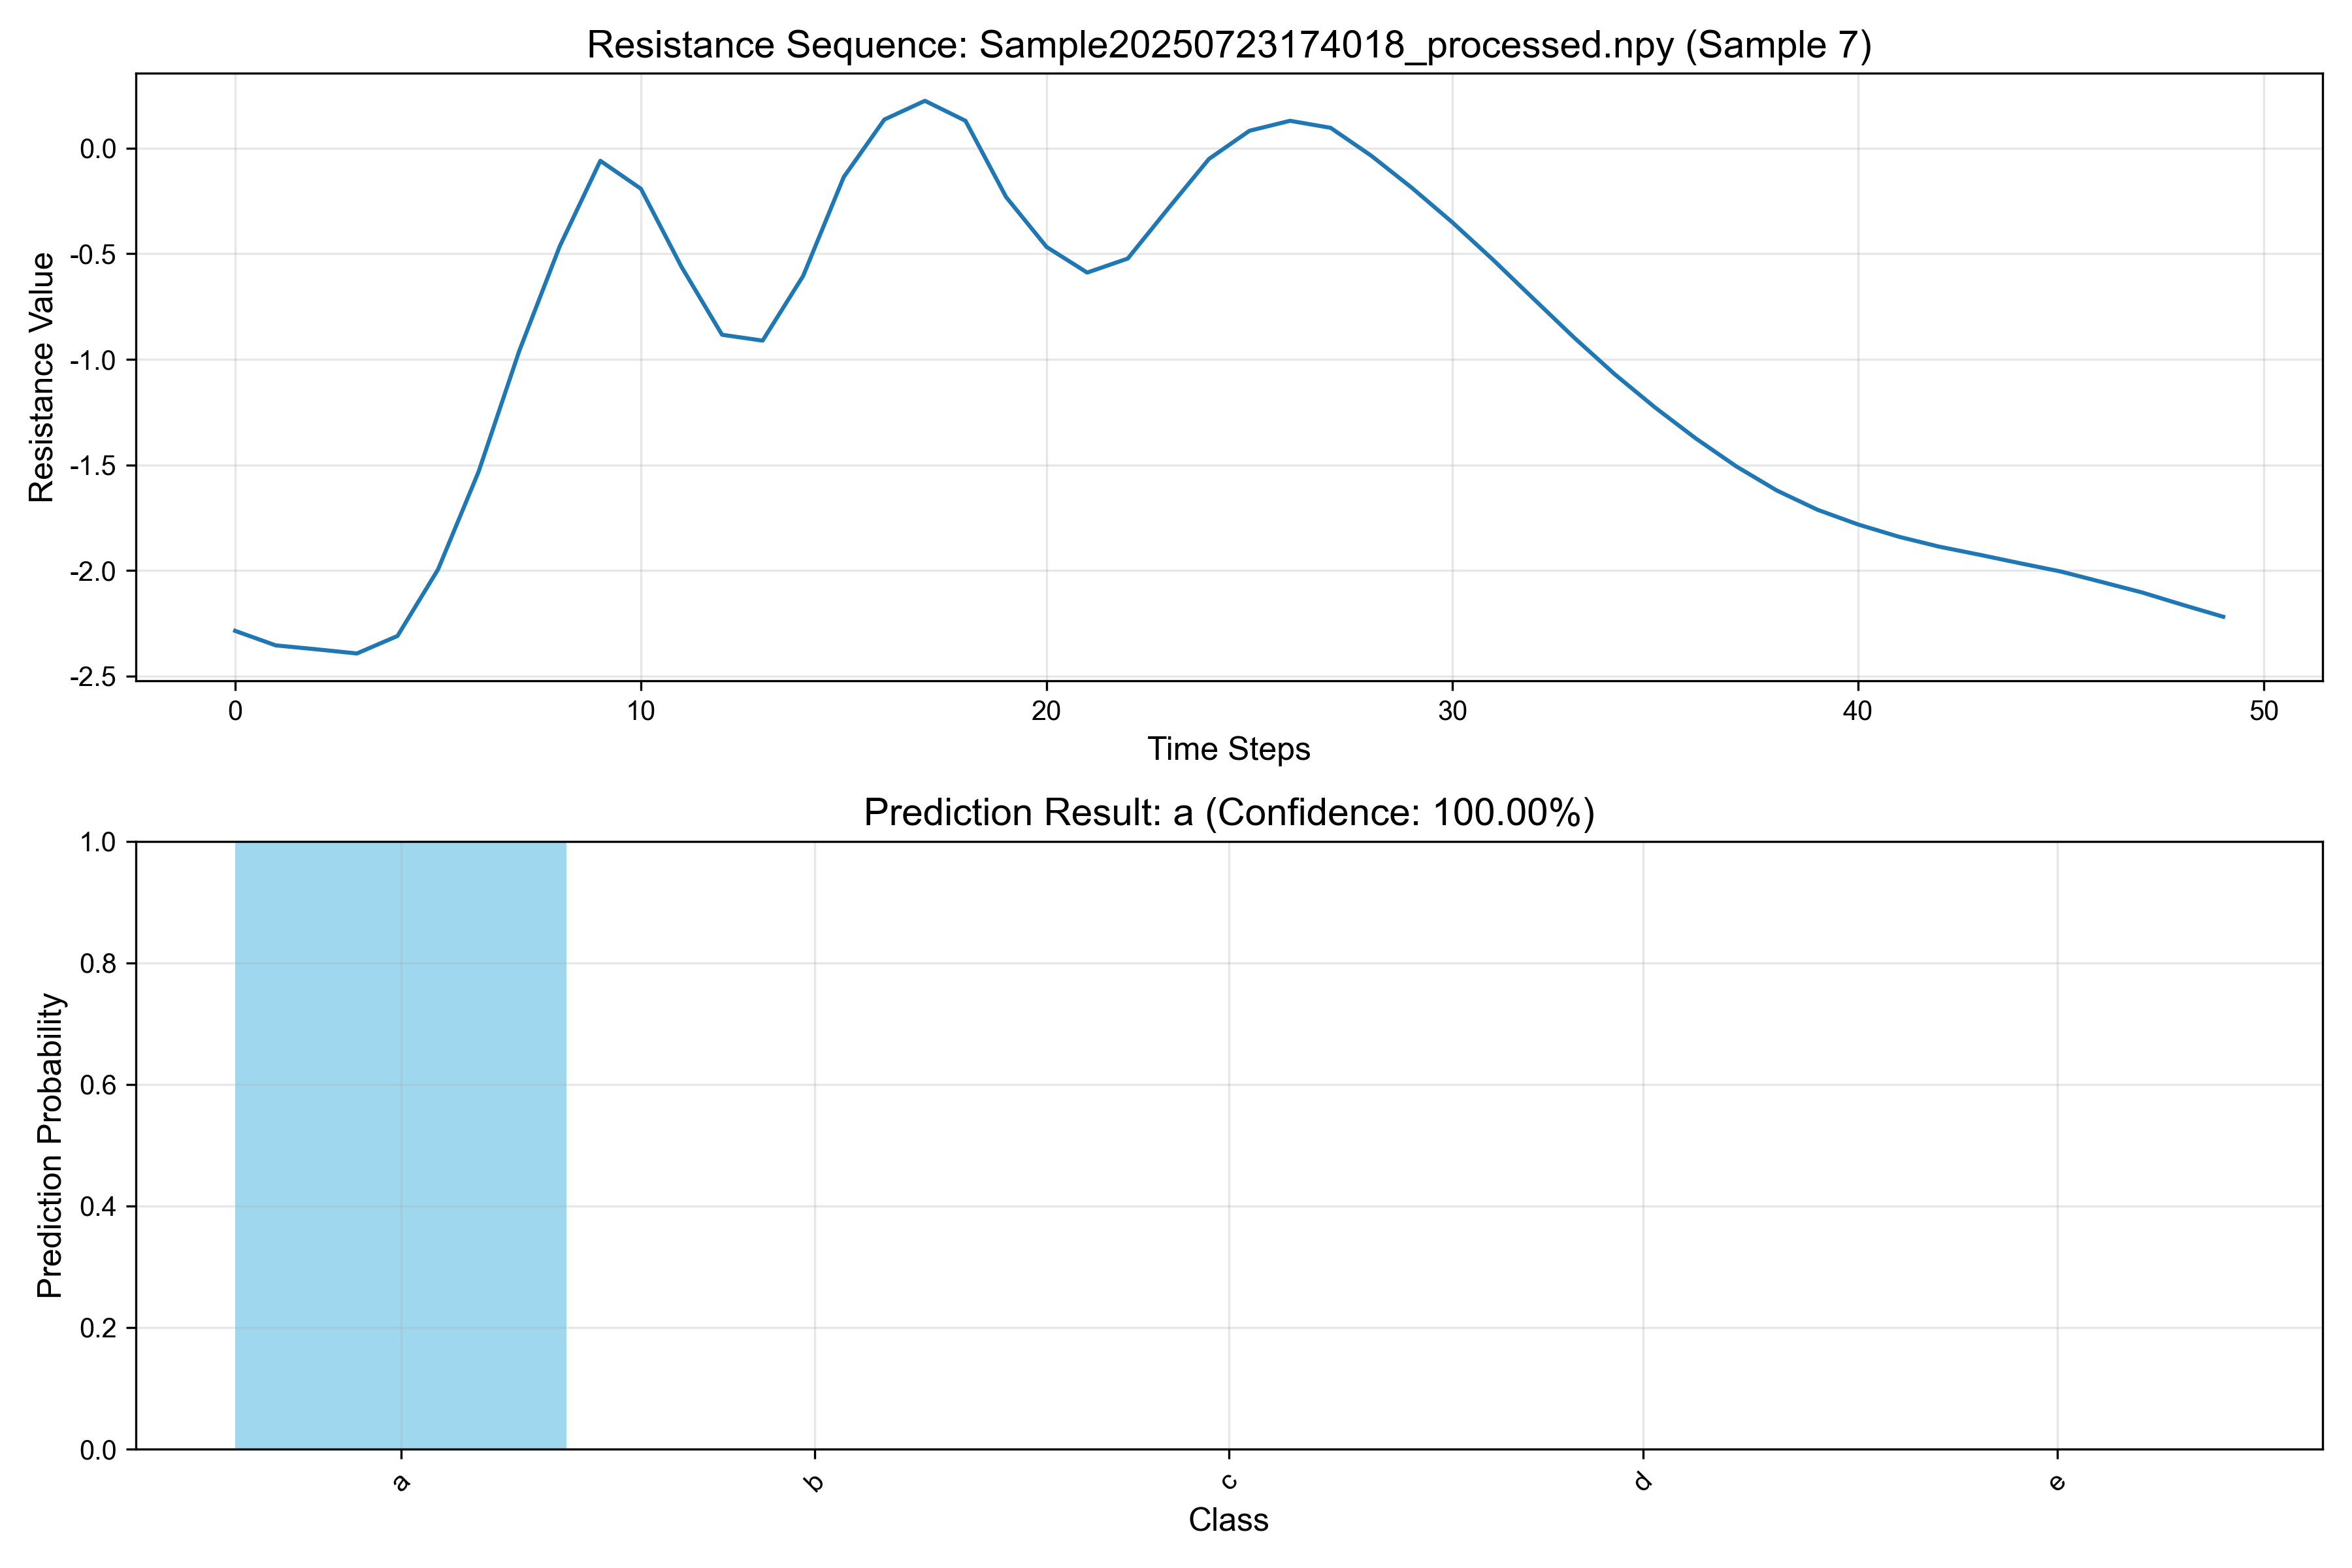 Resistance Sequence: Sample20250723174018_processed.npy (Sample 7)
Resistance Value
0.0
-0.5
-1.0
-1.5
-2.0
-2.5
0 10 20 30 40 50
Time Steps
Prediction Result: a (Confidence: 100.00%)
Prediction Probability
1.0
0.8
0.6
0.4
0.2
0.0
a b c d e
Class